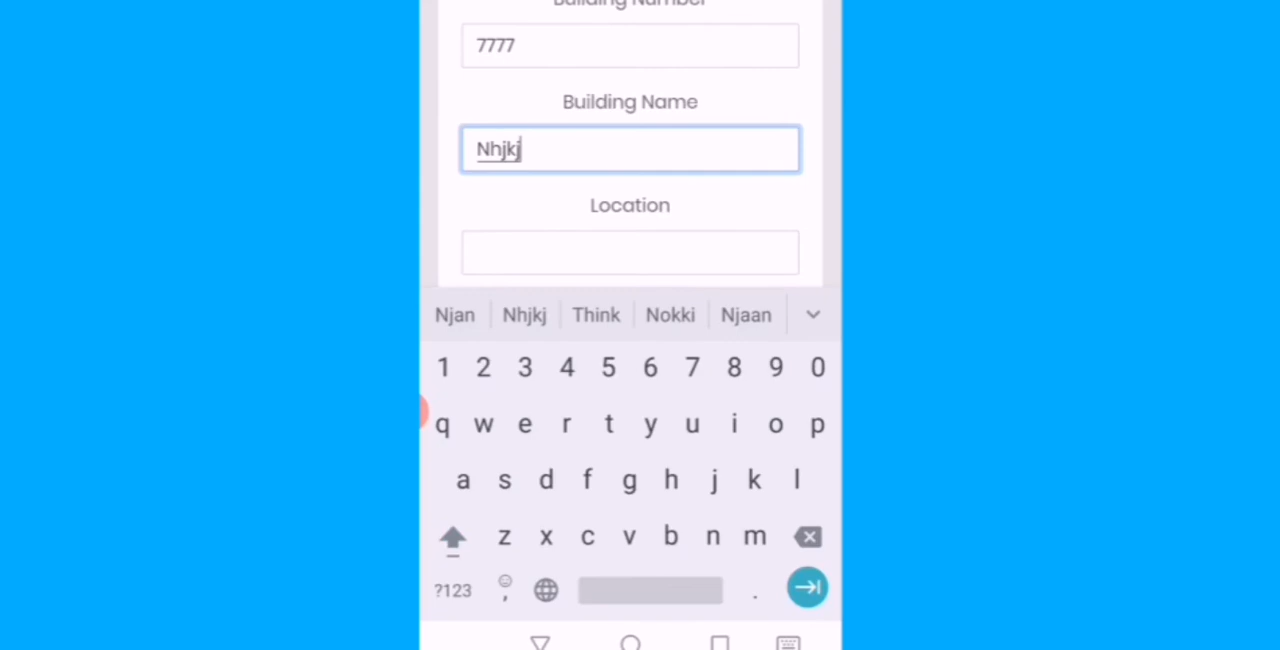 Building Number
7777
Building Name
Nhjkj
Location
Njan Nhjkj Think Nokki Njaan
1 2 3 4 5 6 7 8 9 0
q w e r t y u i o p
a s d f g h j k l
z x c v b n m
?123 , .